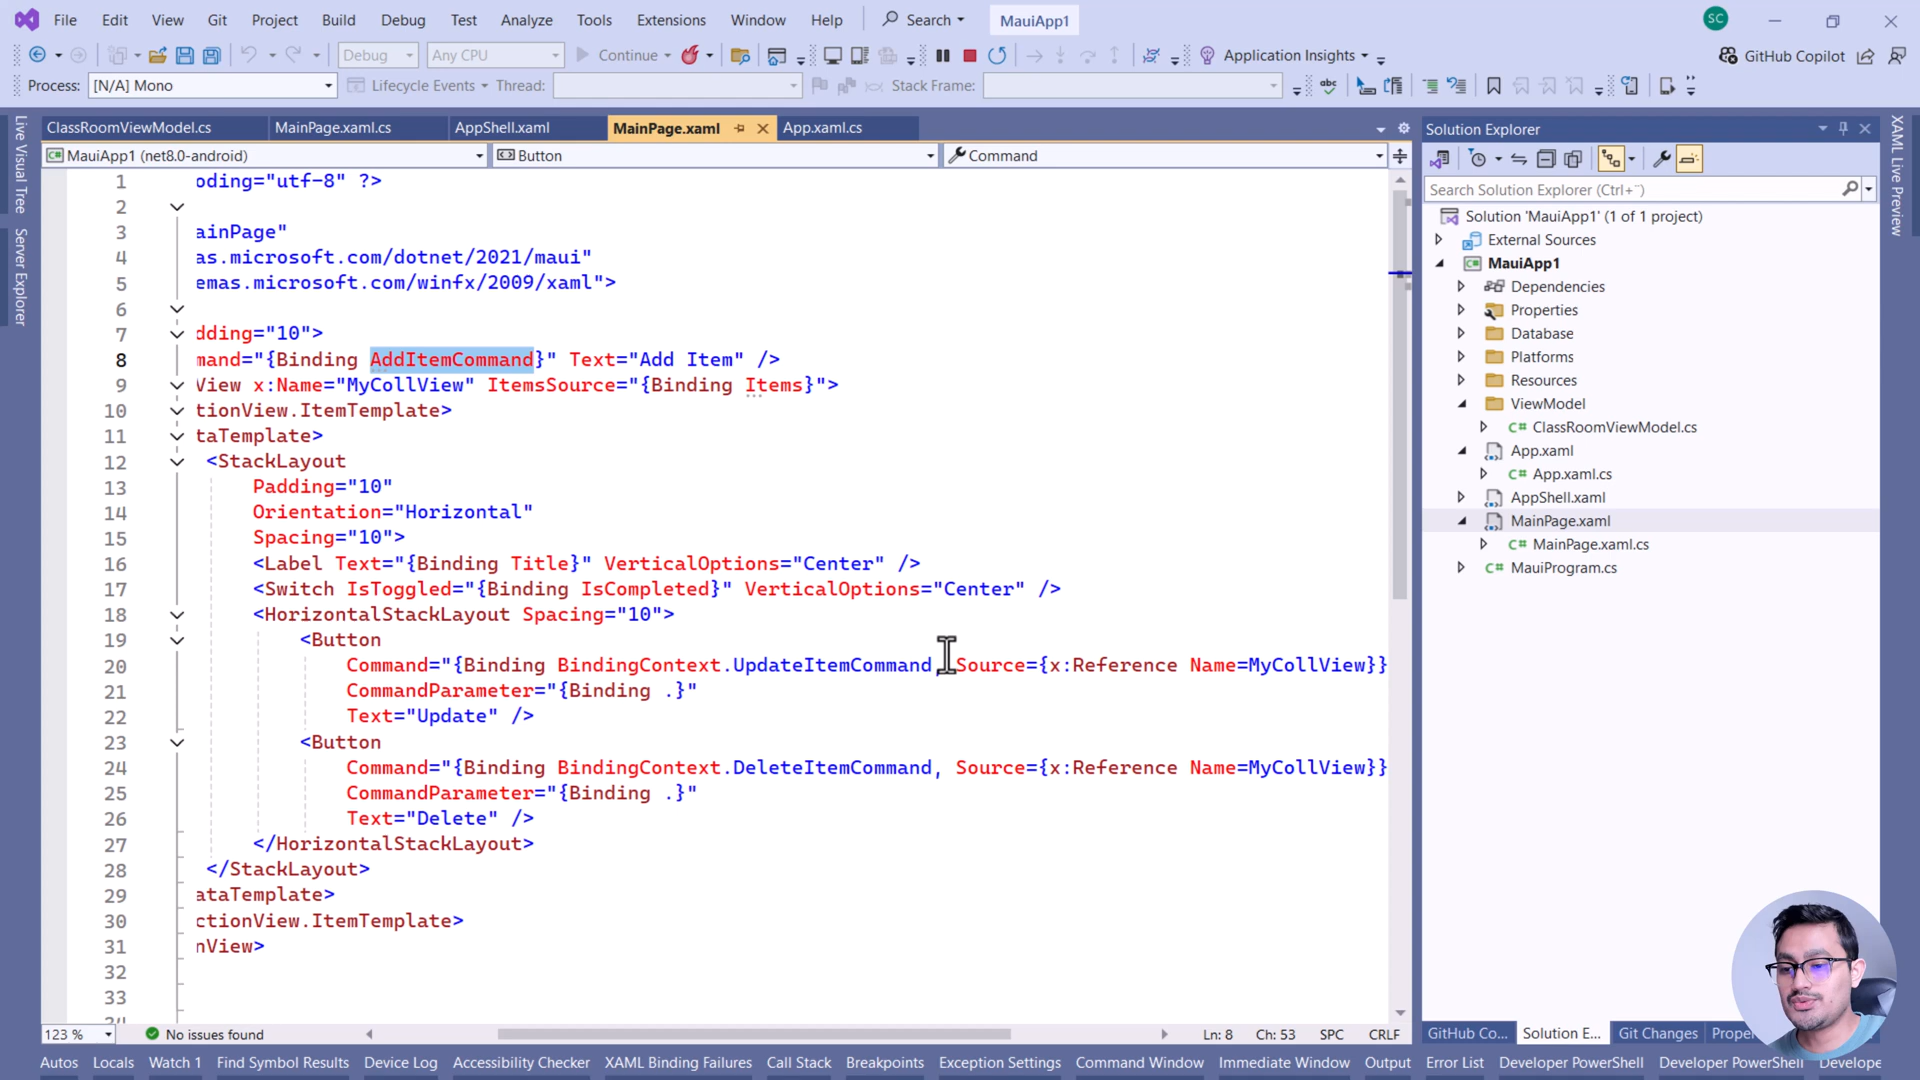 File Edit View Git Project Build Debug Test Analyze Tools Extensions Window Help Search MauiApp1 SC
Debug Any CPU Continue Application Insights GitHub Copilot
Process: [N/A] Mono Lifecycle Events Thread: Stack Frame:
Live Visual Tree
Server Explorer
ClassRoomViewModel.cs MainPage.xaml.cs AppShell.xaml MainPage.xaml App.xaml.cs
MauiApp1 (net8.0-android) Button Command
1 oding="utf-8" ?>
2
3 ainPage"
4 as.microsoft.com/dotnet/2021/maui"
5 emas.microsoft.com/winfx/2009/xaml">
6
7 dding="10">
8 mand="{Binding AddItemCommand}" Text="Add Item" />
9 View x:Name="MyCollView" ItemsSource="{Binding Items}">
10 tionView.ItemTemplate>
11 taTemplate>
12 <StackLayout
13 Padding="10"
14 Orientation="Horizontal"
15 Spacing="10">
16 <Label Text="{Binding Title}" VerticalOptions="Center" />
17 <Switch IsToggled="{Binding IsCompleted}" VerticalOptions="Center" />
18 <HorizontalStackLayout Spacing="10">
19 <Button
20 Command="{Binding BindingContext.UpdateItemCommand, Source={x:Reference Name=MyCollView}}
21 CommandParameter="{Binding .}"
22 Text="Update" />
23 <Button
24 Command="{Binding BindingContext.DeleteItemCommand, Source={x:Reference Name=MyCollView}}
25 CommandParameter="{Binding .}"
26 Text="Delete" />
27 </HorizontalStackLayout>
28 </StackLayout>
29 ataTemplate>
30 ctionView.ItemTemplate>
31 nView>
32
33
123 % No issues found Ln: 8 Ch: 53 SPC CRLF
Solution Explorer
Search Solution Explorer (Ctrl+¨)
Solution 'MauiApp1' (1 of 1 project)
External Sources
MauiApp1
Dependencies
Properties
Database
Platforms
Resources
ViewModel
C# ClassRoomViewModel.cs
App.xaml
C# App.xaml.cs
AppShell.xaml
MainPage.xaml
C# MainPage.xaml.cs
C# MauiProgram.cs
XAML Live Preview
GitHub Co... Solution E... Git Changes Proper
Autos Locals Watch 1 Find Symbol Results Device Log Accessibility Checker XAML Binding Failures Call Stack Breakpoints Exception Settings Command Window Immediate Window Output Error List Developer PowerShell Developer PowerShell Develope